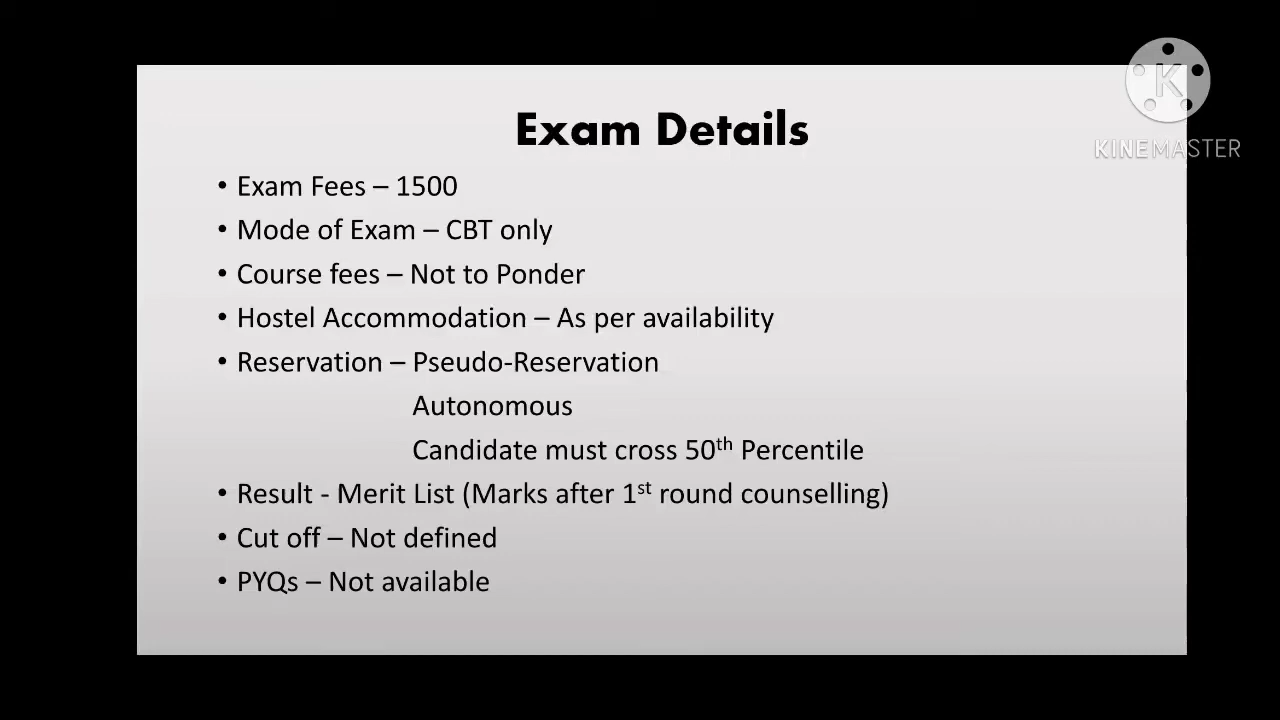 Exam Details
KINEMASTER
• Exam Fees – 1500
• Mode of Exam – CBT only
• Course fees – Not to Ponder
• Hostel Accommodation – As per availability
• Reservation – Pseudo-Reservation
Autonomous
Candidate must cross 50th Percentile
• Result - Merit List (Marks after 1st round counselling)
• Cut off – Not defined
• PYQs – Not available